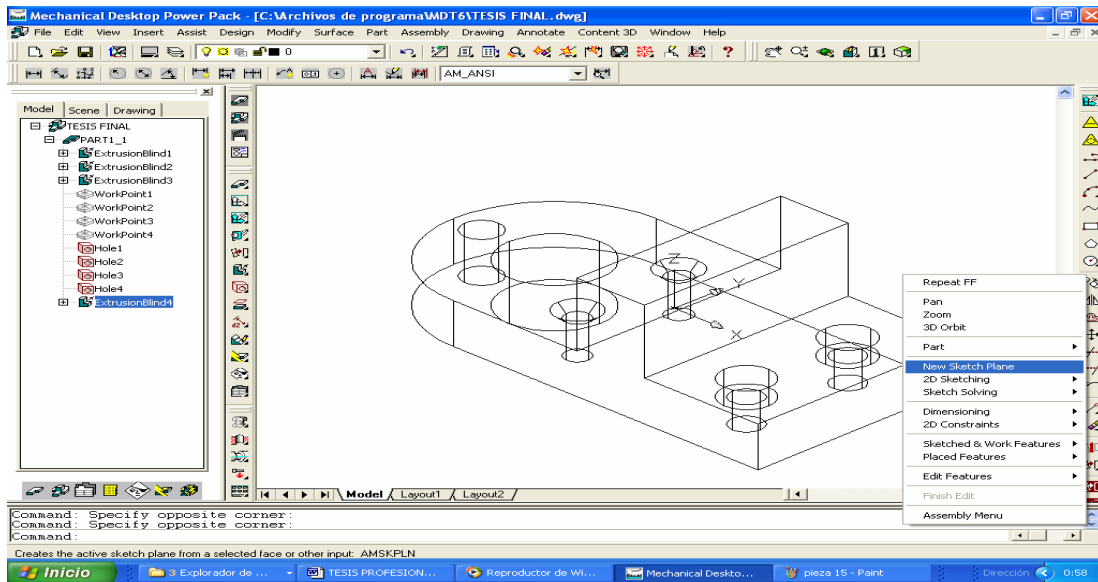 Mechanical Desktop Power Pack - [C:\Archivos de programa\MDT6\TESIS FINAL.dwg]
File Edit View Insert Assist Design Modify Surface Part Assembly Drawing Annotate Content 3D Window Help
0
AM_ANSI
Model Scene Drawing
TESIS FINAL
PART1_1
ExtrusionBlind1
ExtrusionBlind2
ExtrusionBlind3
WorkPoint1
WorkPoint2
WorkPoint3
WorkPoint4
Hole1
Hole2
Hole3
Hole4
ExtrusionBlind4
Z
Y
X
Repeat FF
Pan
Zoom
3D Orbit
Part
New Sketch Plane
2D Sketching
Sketch Solving
Dimensioning
2D Constraints
Sketched & Work Features
Placed Features
Edit Features
Finish Edit
Assembly Menu
Model Layout1 Layout2
Command: Specify opposite corner:
Command: Specify opposite corner:
Command:
Creates the active sketch plane from a selected face or other input: AMSKPLN
Inicio 3 Explorador de ... TESIS PROFESION... Reproductor de Wi... Mechanical Deskto... pieza 15 - Paint Dirección 0:58